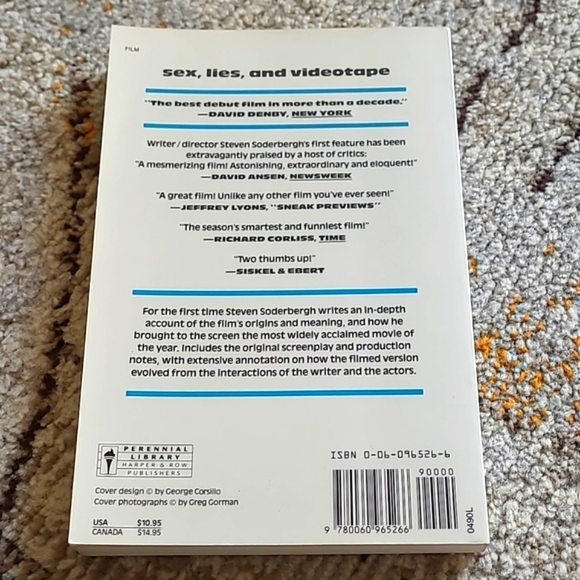 FILM
sex, lies, and videotape
"The best debut film in more than a decade."
—DAVID DENBY, NEW YORK
Writer/director Steven Soderbergh's first feature has been
extravagantly praised by a host of critics:
"A mesmerizing film! Astonishing, extraordinary and eloquent!"
—DAVID ANSEN, NEWSWEEK
"A great film! Unlike any other film you've ever seen!"
—JEFFREY LYONS, "SNEAK PREVIEWS"
"The season's smartest and funniest film!"
—RICHARD CORLISS, TIME
"Two thumbs up!"
—SISKEL & EBERT
For the first time Steven Soderbergh writes an in-depth
account of the film's origins and meaning, and how he
brought to the screen the most widely acclaimed movie of
the year. Includes the original screenplay and production
notes, with extensive annotation on how the filmed version
evolved from the interactions of the writer and the actors.
PERENNIAL
LIBRARY
HARPER & ROW
PUBLISHERS
Cover design © by George Corsillo
Cover photographs © by Greg Gorman
USA $10.95
CANADA $14.95
ISBN 0-06-096526-6
90000
9 780060 965266
0490L